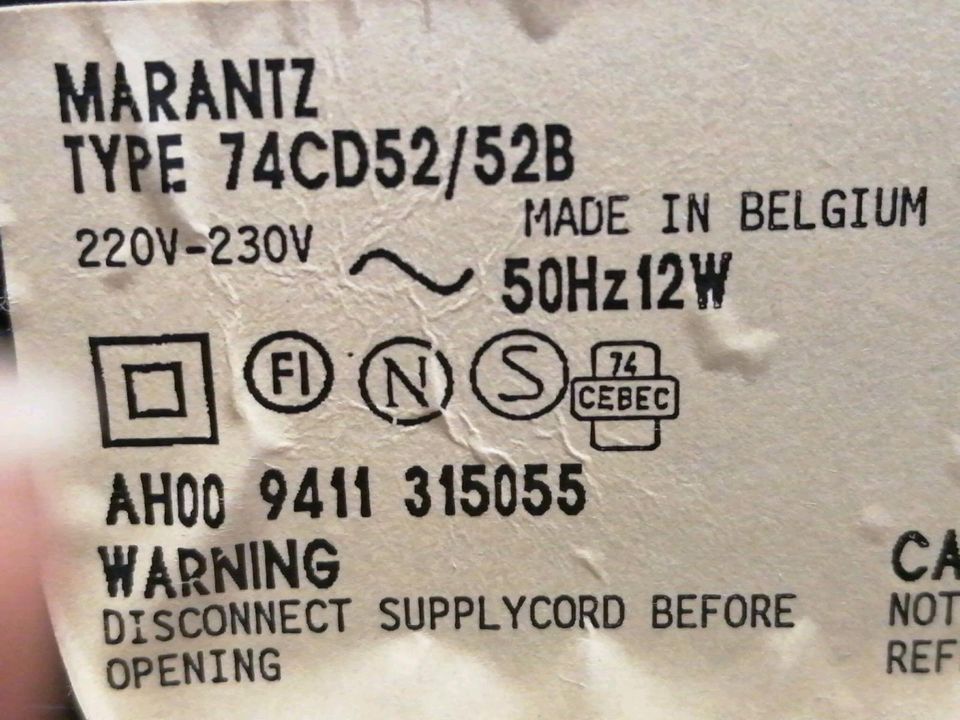 MARANTZ
TYPE 74CD52/52B
MADE IN BELGIUM
220V-230V ~ 50Hz12W
FI N S 74 CEBEC
AH00 9411 315055
WARNING
DISCONNECT SUPPLYCORD BEFORE
OPENING
CA
NOT
REF